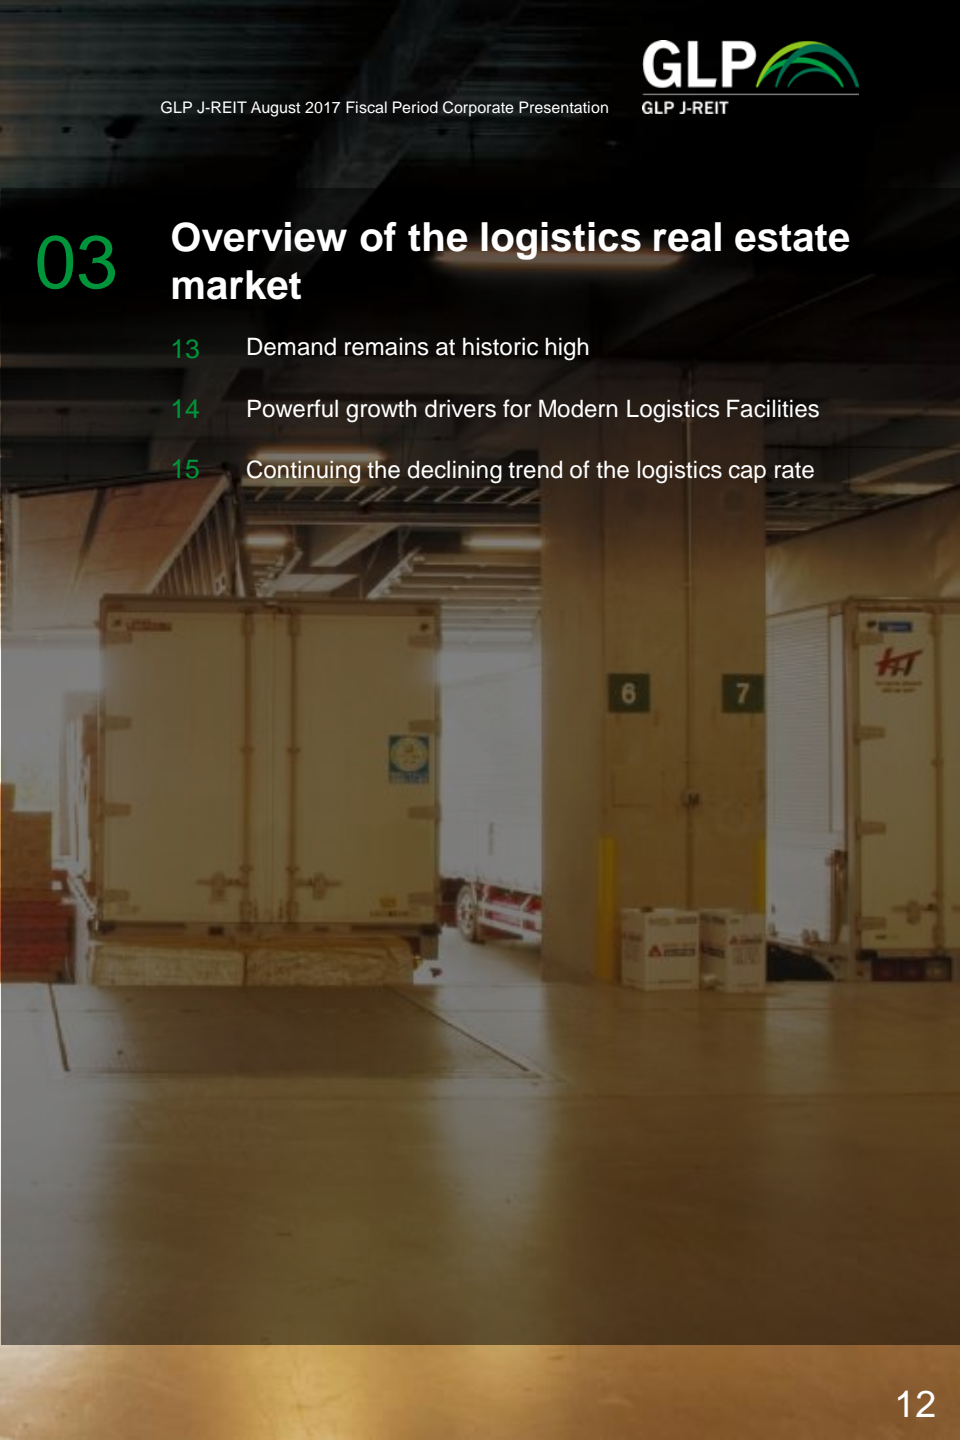 GLP
GLP J-REIT
GLP J-REIT August 2017 Fiscal Period Corporate Presentation
03
Overview of the logistics real estate
market
13 Demand remains at historic high
14 Powerful growth drivers for Modern Logistics Facilities
15 Continuing the declining trend of the logistics cap rate
6 7
12